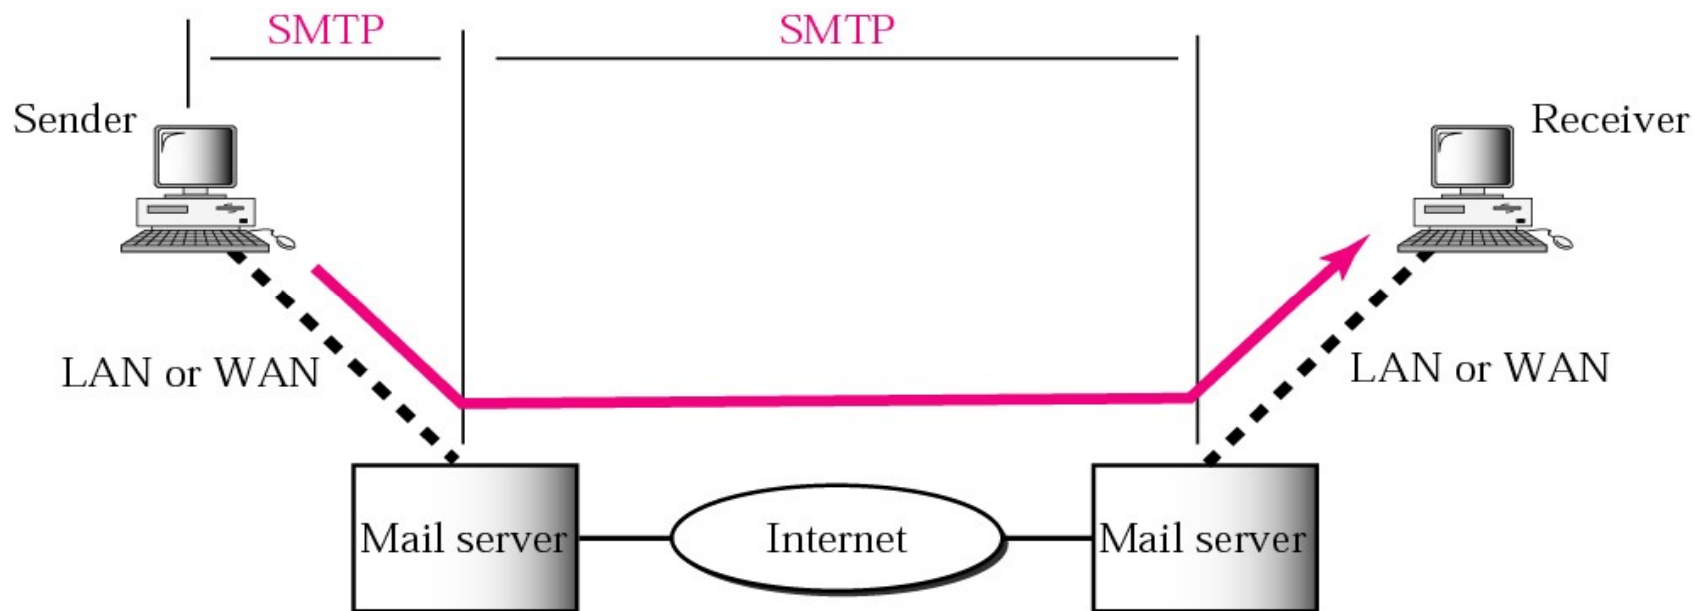 SMTP
SMTP
Sender
Receiver
LAN or WAN
LAN or WAN
Mail server
Internet
Mail server